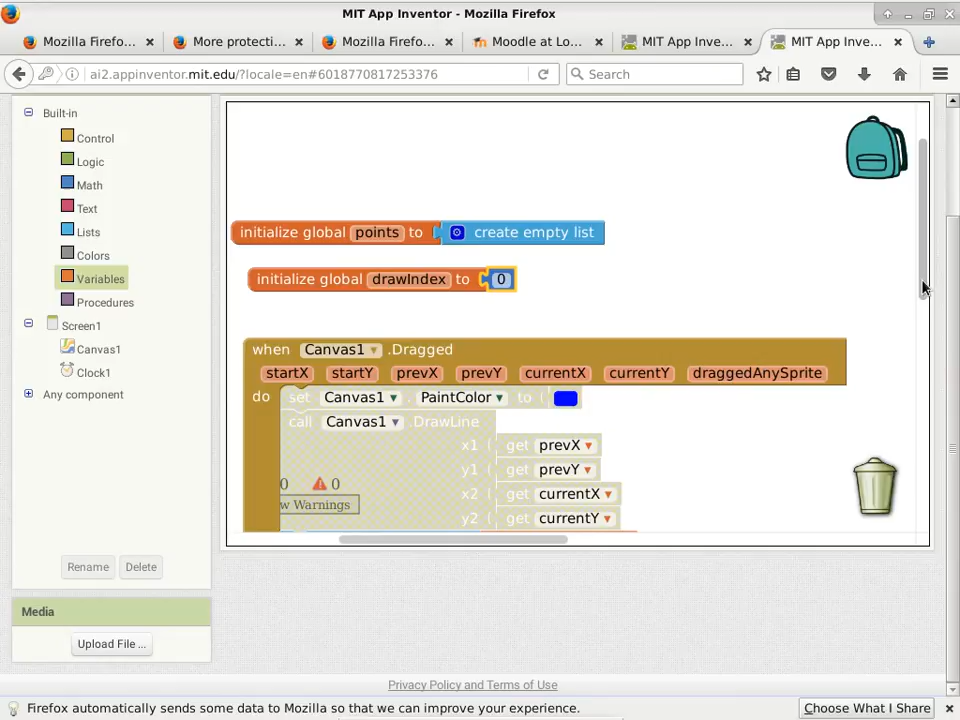 MIT App Inventor - Mozilla Firefox
Mozilla Firefo... More protecti... Mozilla Firefo... Moodle at Lo... MIT App Inve... MIT App Inve...
ai2.appinventor.mit.edu/?locale=en#6018770817253376 Search
Built-in
Control
Logic
Math
Text
Lists
Colors
Variables
Procedures
Screen1
Canvas1
Clock1
Any component
Rename Delete
Media
Upload File ...
initialize global points to create empty list
initialize global drawIndex to 0
when Canvas1 .Dragged
startX startY prevX prevY currentX currentY draggedAnySprite
do set Canvas1 . PaintColor to
call Canvas1 .DrawLine
x1 get prevX
y1 get prevY
x2 get currentX
y2 get currentY
0 0
w Warnings
Privacy Policy and Terms of Use
Firefox automatically sends some data to Mozilla so that we can improve your experience. Choose What I Share